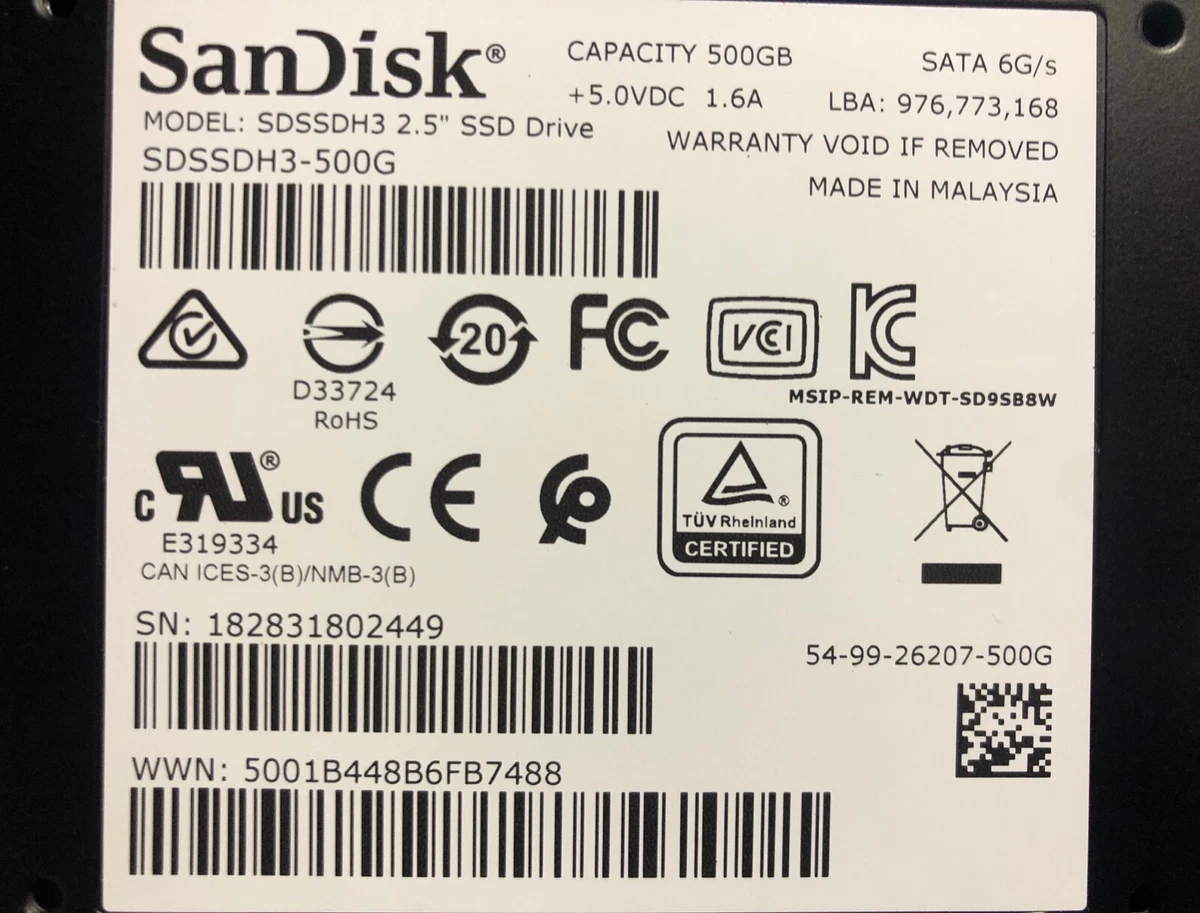 SanDisk®
CAPACITY 500GB
SATA 6G/s
+5.0VDC 1.6A
LBA: 976,773,168
MODEL: SDSSDH3 2.5" SSD Drive
WARRANTY VOID IF REMOVED
SDSSDH3-500G
MADE IN MALAYSIA
20
FC
VCI
KC
D33724
RoHS
MSIP-REM-WDT-SD9SB8W
c RU® US
CE
TÜV Rheinland ®
CERTIFIED
E319334
CAN ICES-3(B)/NMB-3(B)
SN: 182831802449
54-99-26207-500G
WWN: 5001B448B6FB7488